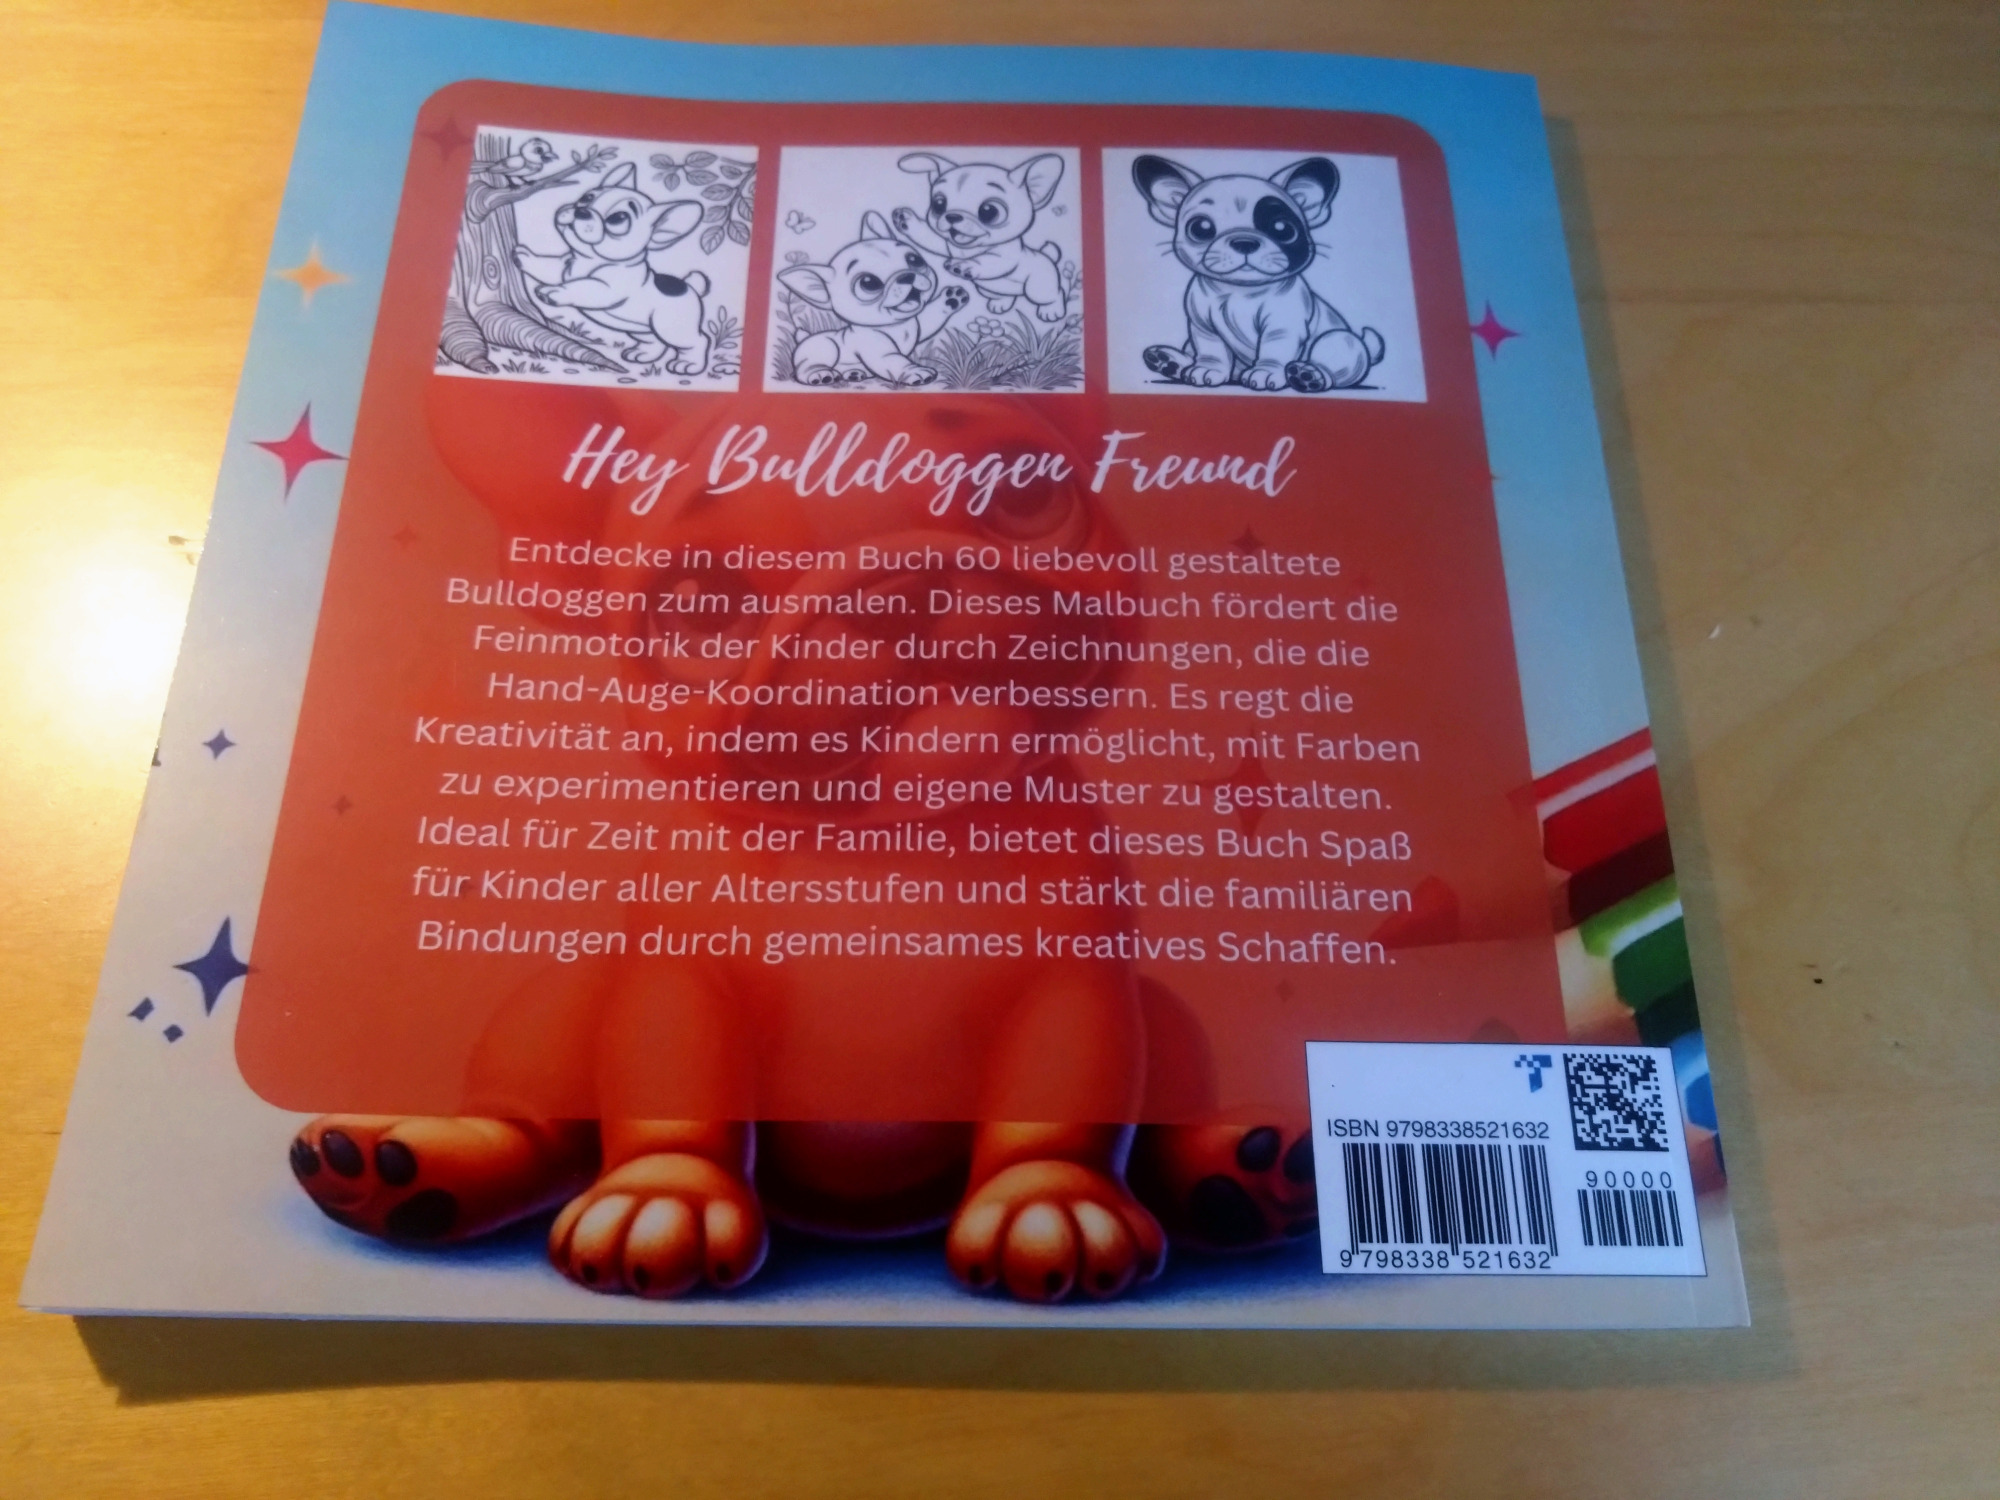 Hey Bulldoggen Freund
Entdecke in diesem Buch 60 liebevoll gestaltete
Bulldoggen zum ausmalen. Dieses Malbuch fördert die
Feinmotorik der Kinder durch Zeichnungen, die die
Hand-Auge-Koordination verbessern. Es regt die
Kreativität an, indem es Kindern ermöglicht, mit Farben
zu experimentieren und eigene Muster zu gestalten.
Ideal für Zeit mit der Familie, bietet dieses Buch Spaß
für Kinder aller Altersstufen und stärkt die familiären
Bindungen durch gemeinsames kreatives Schaffen.
ISBN 9798338521632
90000
9 798338 521632